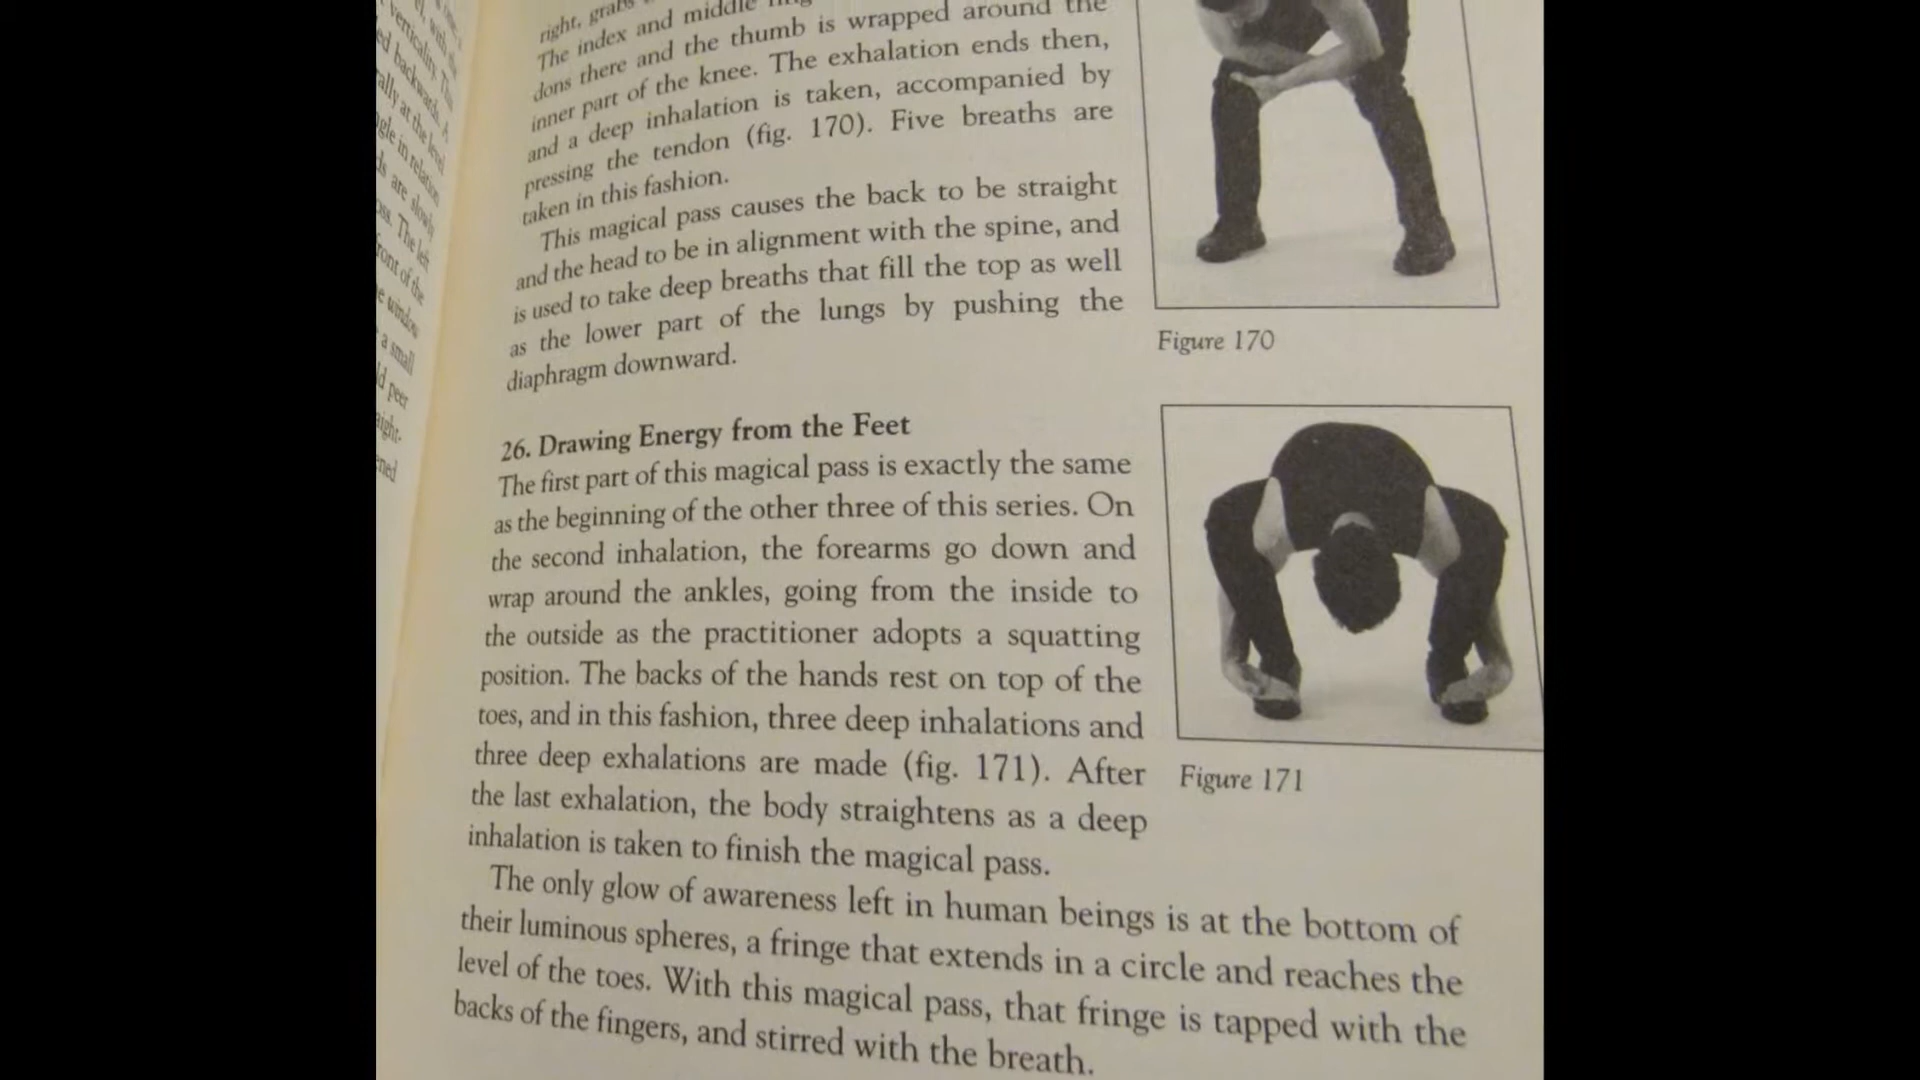 right, grabs
The index and middle
dons there and the thumb is wrapped around the
inner part of the knee. The exhalation ends then,
and a deep inhalation is taken, accompanied by
pressing the tendon (fig. 170). Five breaths are
taken in this fashion.
This magical pass causes the back to be straight
and the head to be in alignment with the spine, and
is used to take deep breaths that fill the top as well
as the lower part of the lungs by pushing the
diaphragm downward.
Figure 170
26. Drawing Energy from the Feet
The first part of this magical pass is exactly the same
as the beginning of the other three of this series. On
the second inhalation, the forearms go down and
wrap around the ankles, going from the inside to
the outside as the practitioner adopts a squatting
position. The backs of the hands rest on top of the
toes, and in this fashion, three deep inhalations and
three deep exhalations are made (fig. 171). After
the last exhalation, the body straightens as a deep
inhalation is taken to finish the magical pass.
Figure 171
The only glow of awareness left in human beings is at the bottom of
their luminous spheres, a fringe that extends in a circle and reaches the
level of the toes. With this magical pass, that fringe is tapped with the
backs of the fingers, and stirred with the breath.